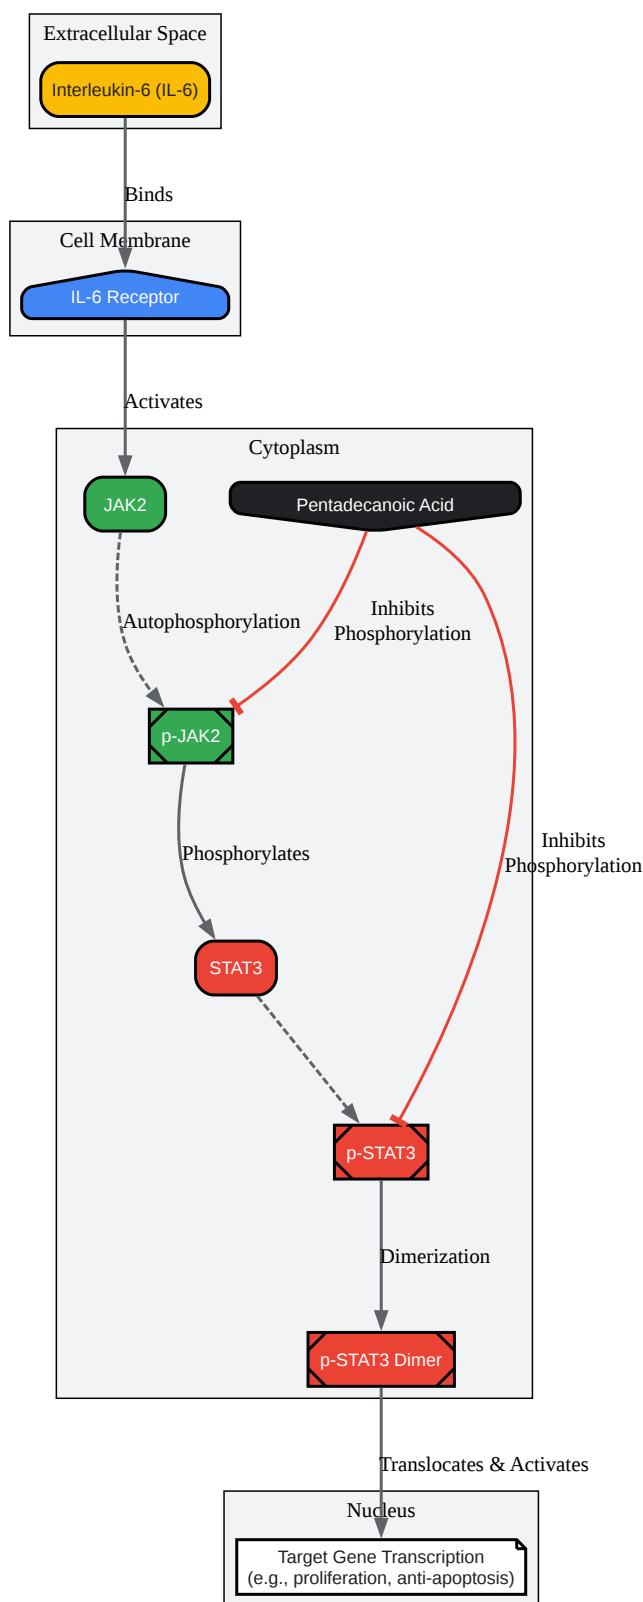 Extracellular Space
Interleukin-6 (IL-6)
Binds
Cell Membrane
IL-6 Receptor
Activates
Cytoplasm
JAK2
Pentadecanoic Acid
Autophosphorylation
Inhibits
Phosphorylation
p-JAK2
Phosphorylates
Inhibits
Phosphorylation
STAT3
p-STAT3
Dimerization
p-STAT3 Dimer
Translocates & Activates
Nucleus
Target Gene Transcription
(e.g., proliferation, anti-apoptosis)